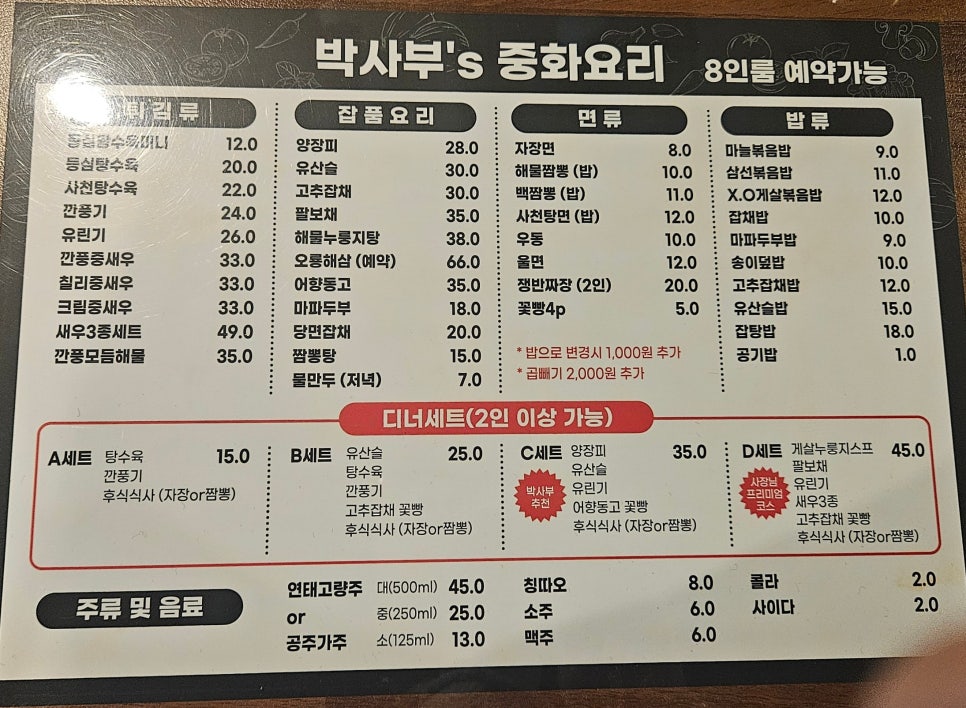 박사부's 중화요리 8인룸 예약가능
튀김류
등심탕수육미니 12.0
등심탕수육 20.0
사천탕수육 22.0
깐풍기 24.0
유린기 26.0
깐풍중새우 33.0
칠리중새우 33.0
크림중새우 33.0
새우3종세트 49.0
깐풍모듬해물 35.0
잡품요리
양장피 28.0
유산슬 30.0
고추잡채 30.0
팔보채 35.0
해물누룽지탕 38.0
오룡해삼 (예약) 66.0
어향동고 35.0
마파두부 18.0
당면잡채 20.0
짬뽕탕 15.0
물만두 (저녁) 7.0
면류
자장면 8.0
해물짬뽕 (밥) 10.0
백짬뽕 (밥) 11.0
사천탕면 (밥) 12.0
우동 10.0
울면 12.0
쟁반짜장 (2인) 20.0
꽃빵4p 5.0
* 밥으로 변경시 1,000원 추가
* 곱빼기 2,000원 추가
밥류
마늘볶음밥 9.0
삼선볶음밥 11.0
X.O게살볶음밥 12.0
잡채밥 10.0
마파두부밥 9.0
송이덮밥 10.0
고추잡채밥 12.0
유산슬밥 15.0
잡탕밥 18.0
공기밥 1.0
디너세트(2인 이상 가능)
A세트 탕수육 15.0
깐풍기
후식식사 (자장or짬뽕)
B세트 유산슬 25.0
탕수육
깐풍기
고추잡채 꽃빵
후식식사 (자장or짬뽕)
C세트 양장피 35.0
유산슬
유린기
어향동고 꽃빵
후식식사 (자장or짬뽕)
박사부
추천
D세트 게살누룽지스프 45.0
팔보채
유린기
새우3종
고추잡채 꽃빵
후식식사 (자장or짬뽕)
사장님
프리미엄
코스
주류 및 음료
연태고량주 대(500ml) 45.0
or 중(250ml) 25.0
공주가주 소(125ml) 13.0
칭따오 8.0
소주 6.0
맥주 6.0
콜라 2.0
사이다 2.0